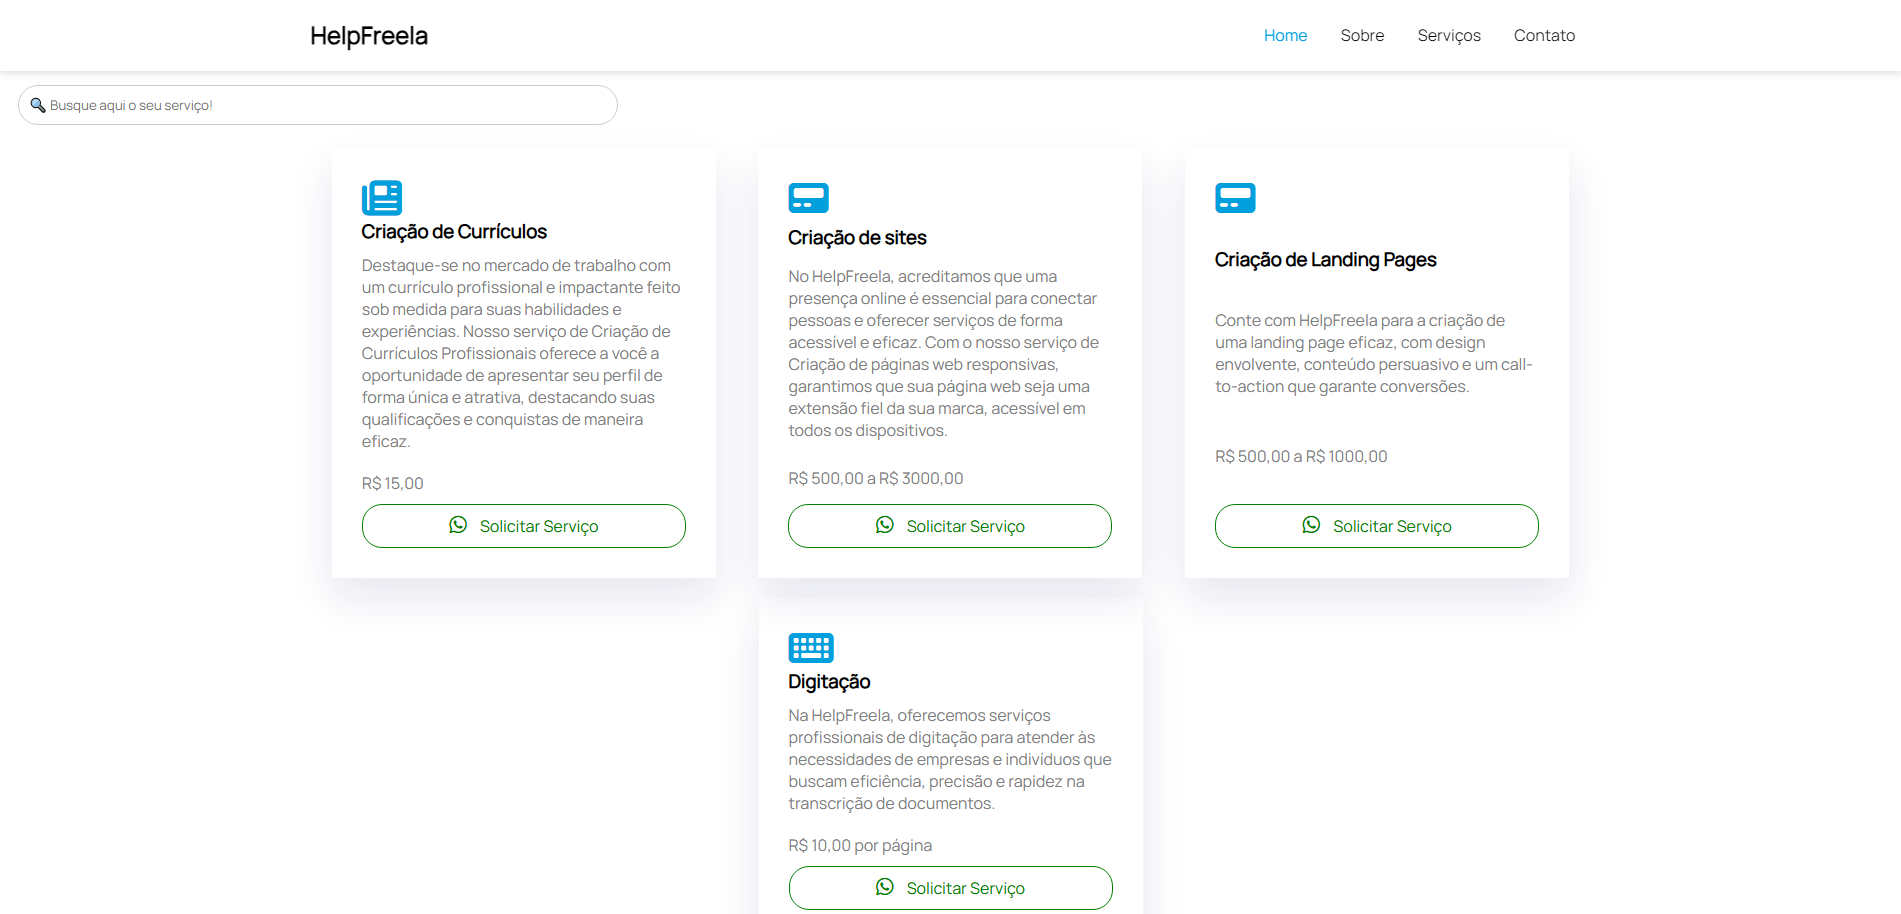 HelpFreela
Home Sobre Serviços Contato
Busque aqui o seu serviço!
Criação de Currículos
Destaque-se no mercado de trabalho com
um currículo profissional e impactante feito
sob medida para suas habilidades e
experiências. Nosso serviço de Criação de
Currículos Profissionais oferece a você a
oportunidade de apresentar seu perfil de
forma única e atrativa, destacando suas
qualificações e conquistas de maneira
eficaz.
R$ 15,00
Solicitar Serviço
Criação de sites
No HelpFreela, acreditamos que uma
presença online é essencial para conectar
pessoas e oferecer serviços de forma
acessível e eficaz. Com o nosso serviço de
Criação de páginas web responsivas,
garantimos que sua página web seja uma
extensão fiel da sua marca, acessível em
todos os dispositivos.
R$ 500,00 a R$ 3000,00
Solicitar Serviço
Criação de Landing Pages
Conte com HelpFreela para a criação de
uma landing page eficaz, com design
envolvente, conteúdo persuasivo e um call-
to-action que garante conversões.
R$ 500,00 a R$ 1000,00
Solicitar Serviço
Digitação
Na HelpFreela, oferecemos serviços
profissionais de digitação para atender às
necessidades de empresas e indivíduos que
buscam eficiência, precisão e rapidez na
transcrição de documentos.
R$ 10,00 por página
Solicitar Serviço